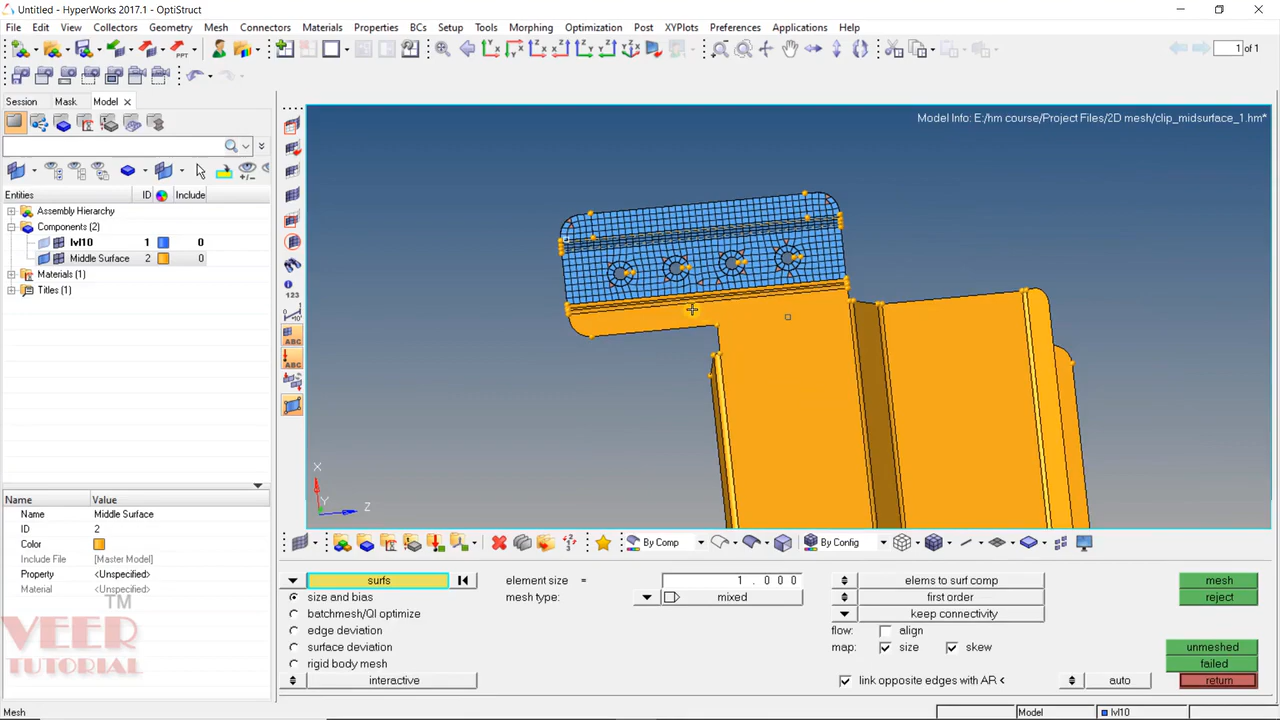 Untitled - HyperWorks 2017.1 - OptiStruct
File Edit View Collectors Geometry Mesh Connectors Materials Properties BCs Setup Tools Morphing Optimization Post XYPlots Preferences Applications Help
1 of 1
Session Mask Model
Model Info: E:/hm course/Project Files/2D mesh/clip_midsurface_1.hm*
Entities ID Include
Assembly Hierarchy
Components (2)
lvl10 1 0
Middle Surface 2 0
Materials (1)
Titles (1)
123
ABC
ABC
X
Y
Z
Name Value
Name Middle Surface
ID 2
Color
Include File [Master Model]
Property <Unspecified>
Material <Unspecified>
TM
VEER
TUTORIAL
By Comp By Config
surfs element size = 1 . 0 0 0 elems to surf comp mesh
size and bias mesh type: mixed first order reject
batchmesh/QI optimize keep connectivity
edge deviation flow: align
surface deviation map: size skew unmeshed
rigid body mesh failed
interactive link opposite edges with AR < auto return
Mesh Model lvl10